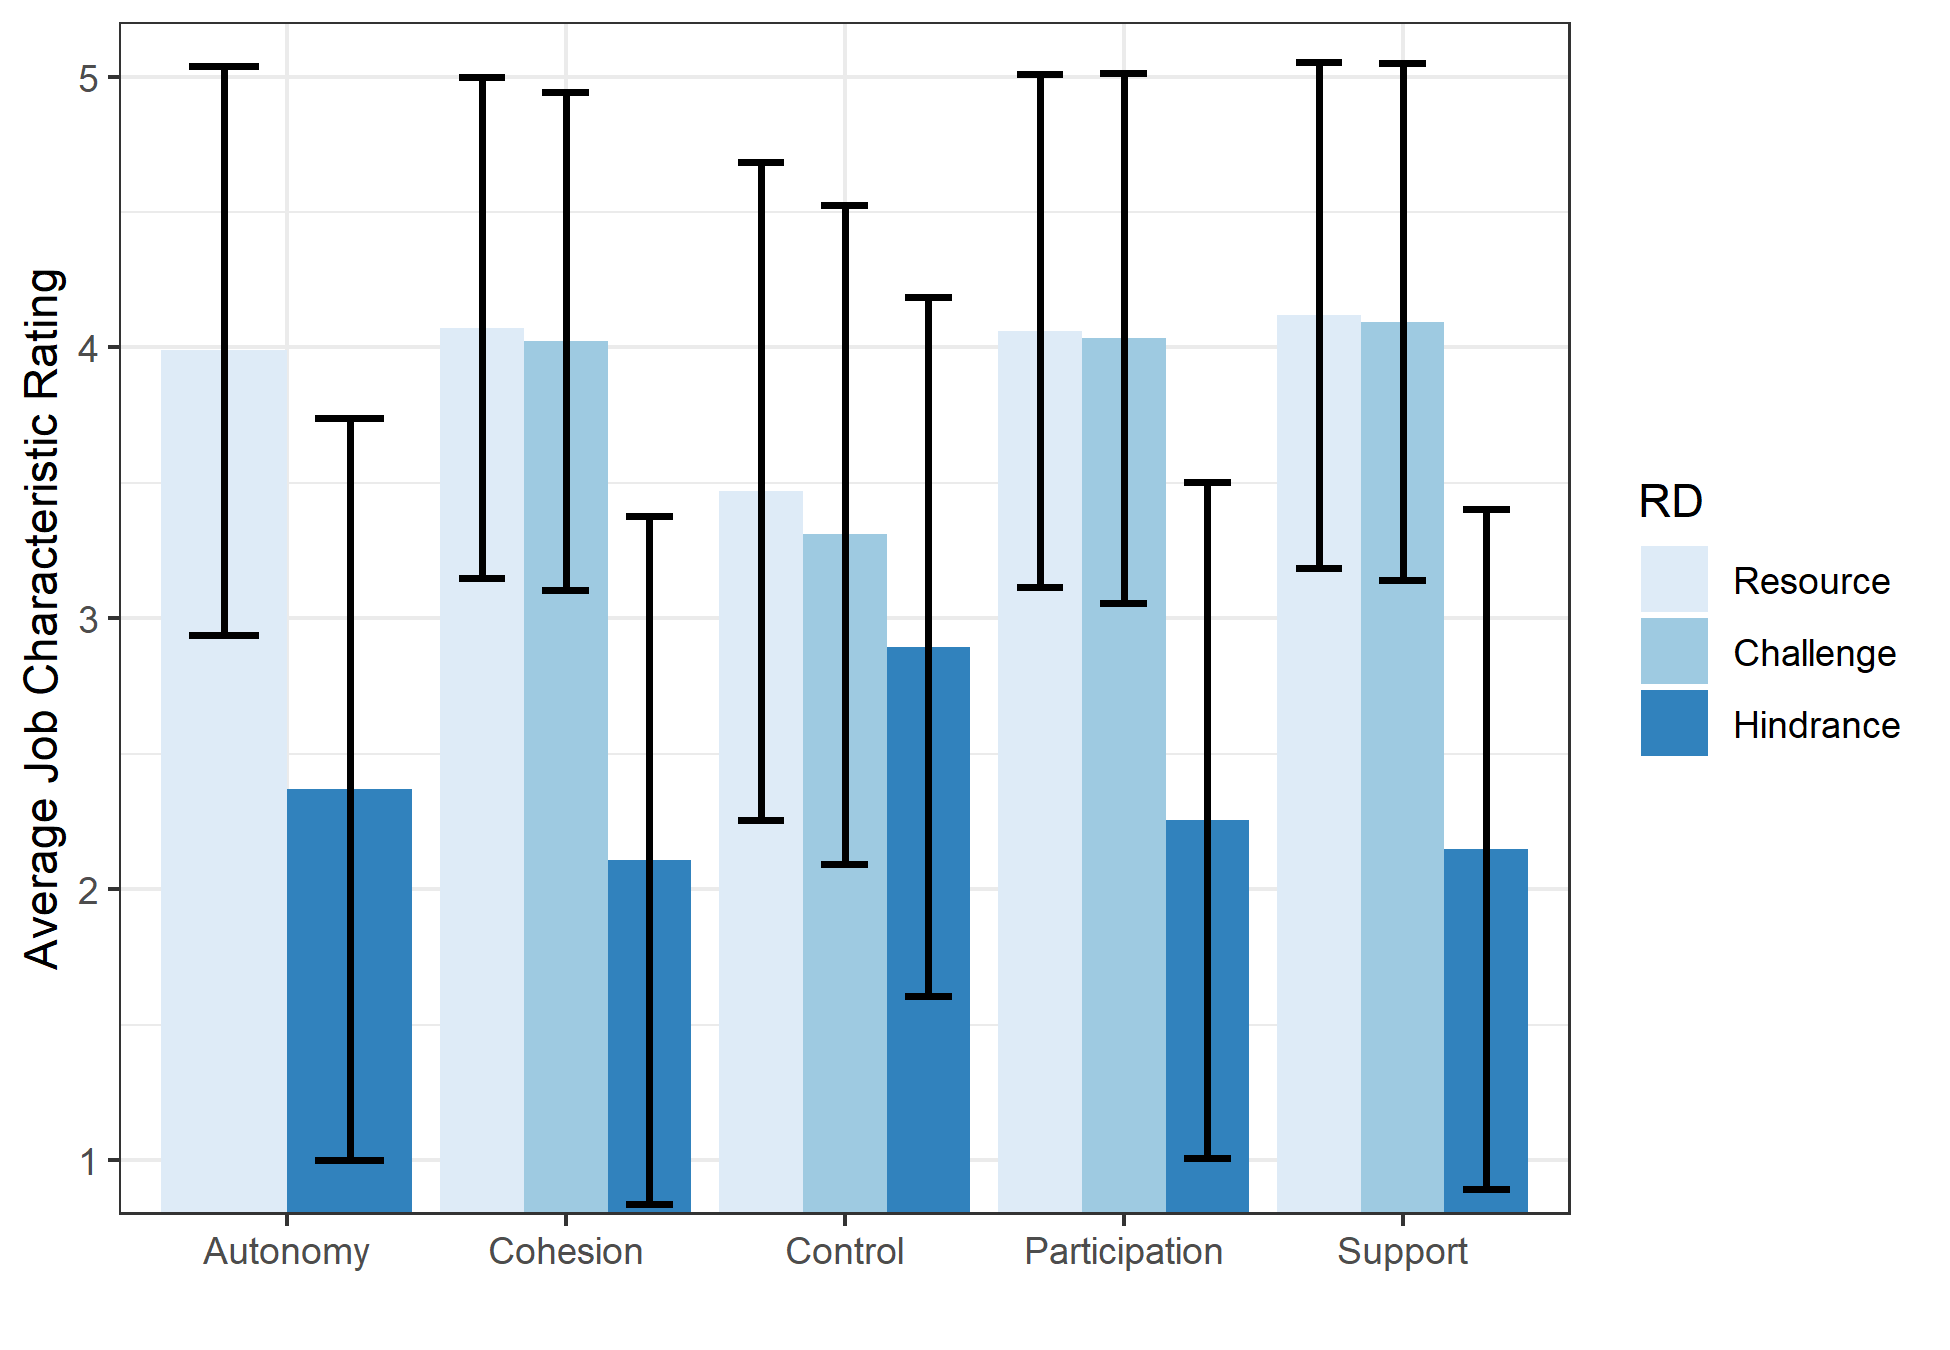 Average Job Characteristic Rating
5
4
3
2
1
Autonomy
Cohesion
Control
Participation
Support
RD
Resource
Challenge
Hindrance